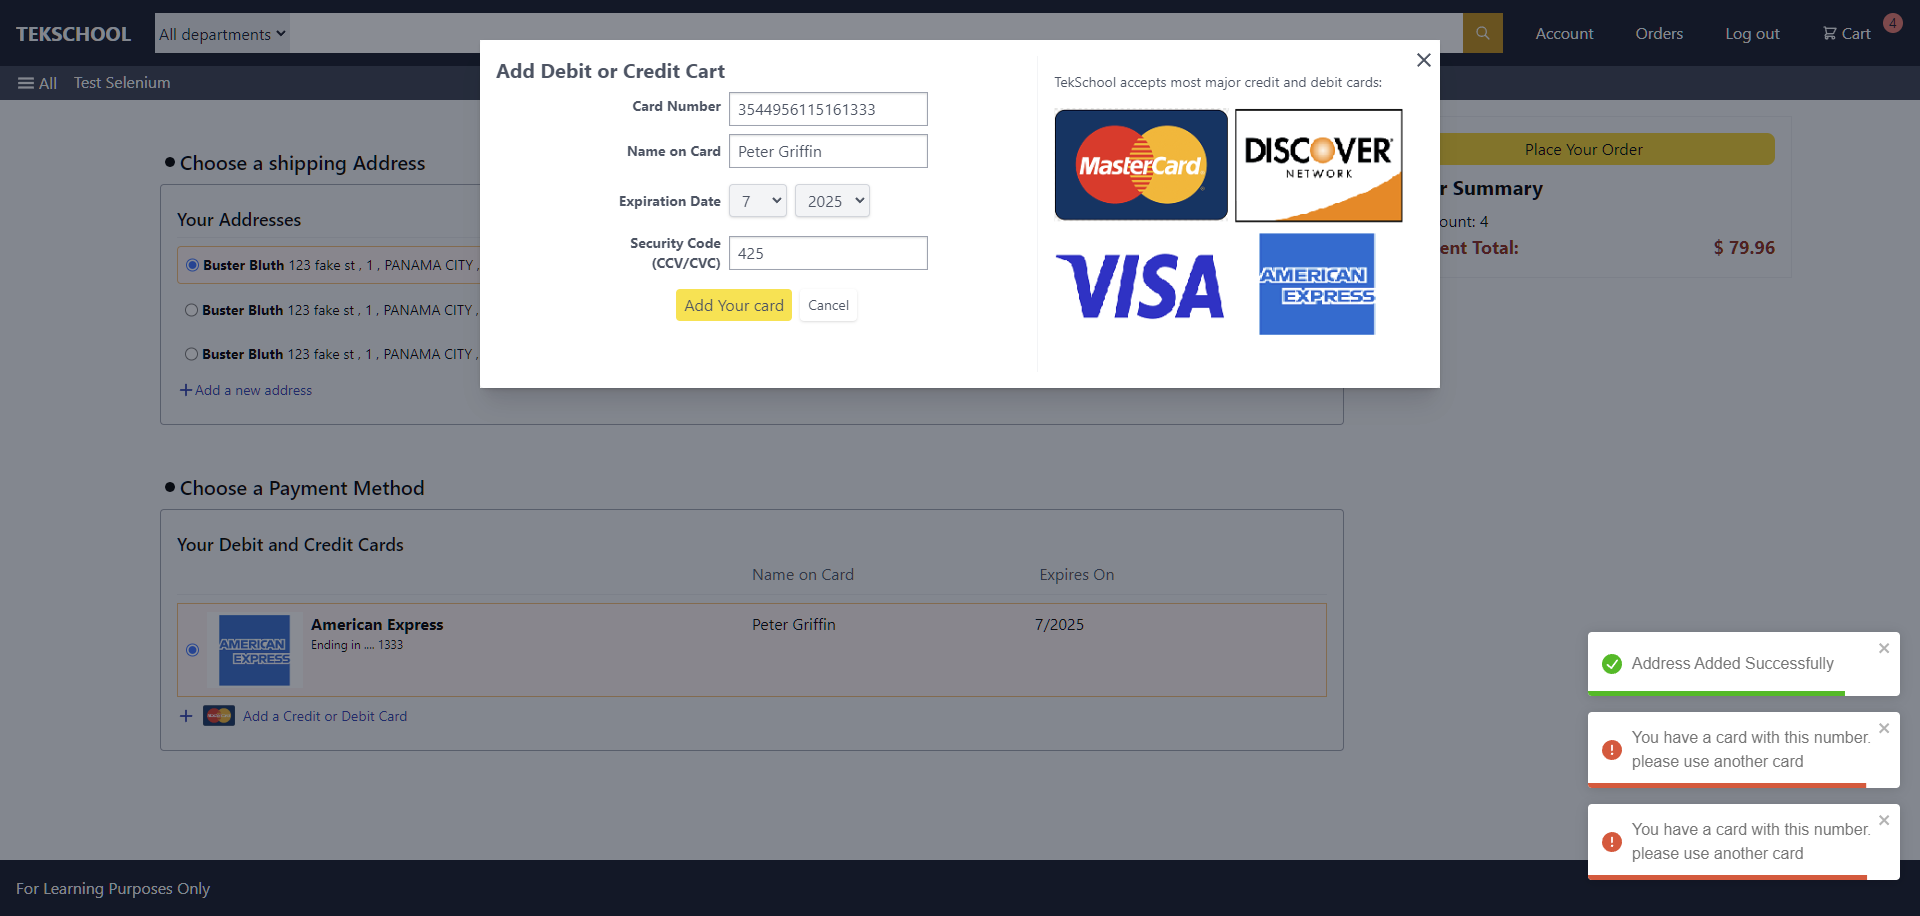 TEKSCHOOL
All departments
Account
Orders
Log out
Cart
4
All
Test Selenium
Add Debit or Credit Cart
Card Number
3544956115161333
Name on Card
Peter Griffin
Expiration Date
7
2025
Security Code
(CCV/CVC)
425
Add Your card
Cancel
TekSchool accepts most major credit and debit cards:
MasterCard
DISCOVER
NETWORK
VISA
AMERICAN
EXPRESS
Choose a shipping Address
Your Addresses
Buster Bluth 123 fake st , 1 , PANAMA CITY ,
Buster Bluth 123 fake st , 1 , PANAMA CITY ,
Buster Bluth 123 fake st , 1 , PANAMA CITY ,
Add a new address
Place Your Order
r Summary
ount: 4
ent Total:
$ 79.96
Choose a Payment Method
Your Debit and Credit Cards
Name on Card
Expires On
AMERICAN
EXPRESS
American Express
Ending in .... 1333
Peter Griffin
7/2025
MasterCard
Add a Credit or Debit Card
Address Added Successfully
You have a card with this number.
please use another card
You have a card with this number.
please use another card
For Learning Purposes Only